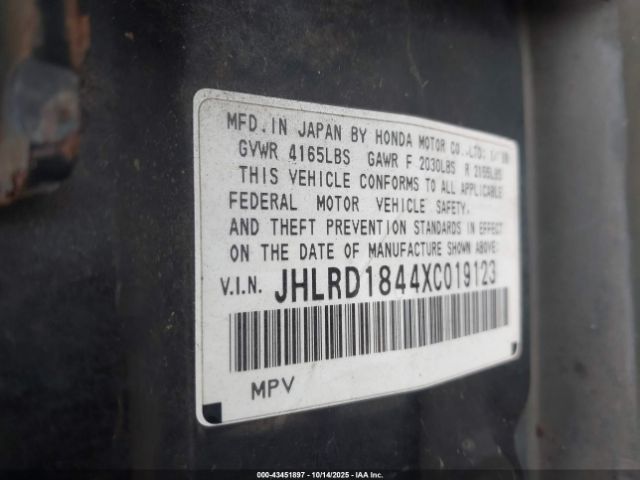 MFD. IN JAPAN BY HONDA MOTOR CO., LTD.
GVWR 4165LBS GAWR F 2030LBS R 2195LBS
THIS VEHICLE CONFORMS TO ALL APPLICABLE
FEDERAL MOTOR VEHICLE SAFETY,
AND THEFT PREVENTION STANDARDS IN EFFECT
ON THE DATE OF MANUFACTURE SHOWN ABOVE:
V.I.N. JHLRD1844XC019123
MPV
000-43451897 | 10/14/2025 - IAA Inc.